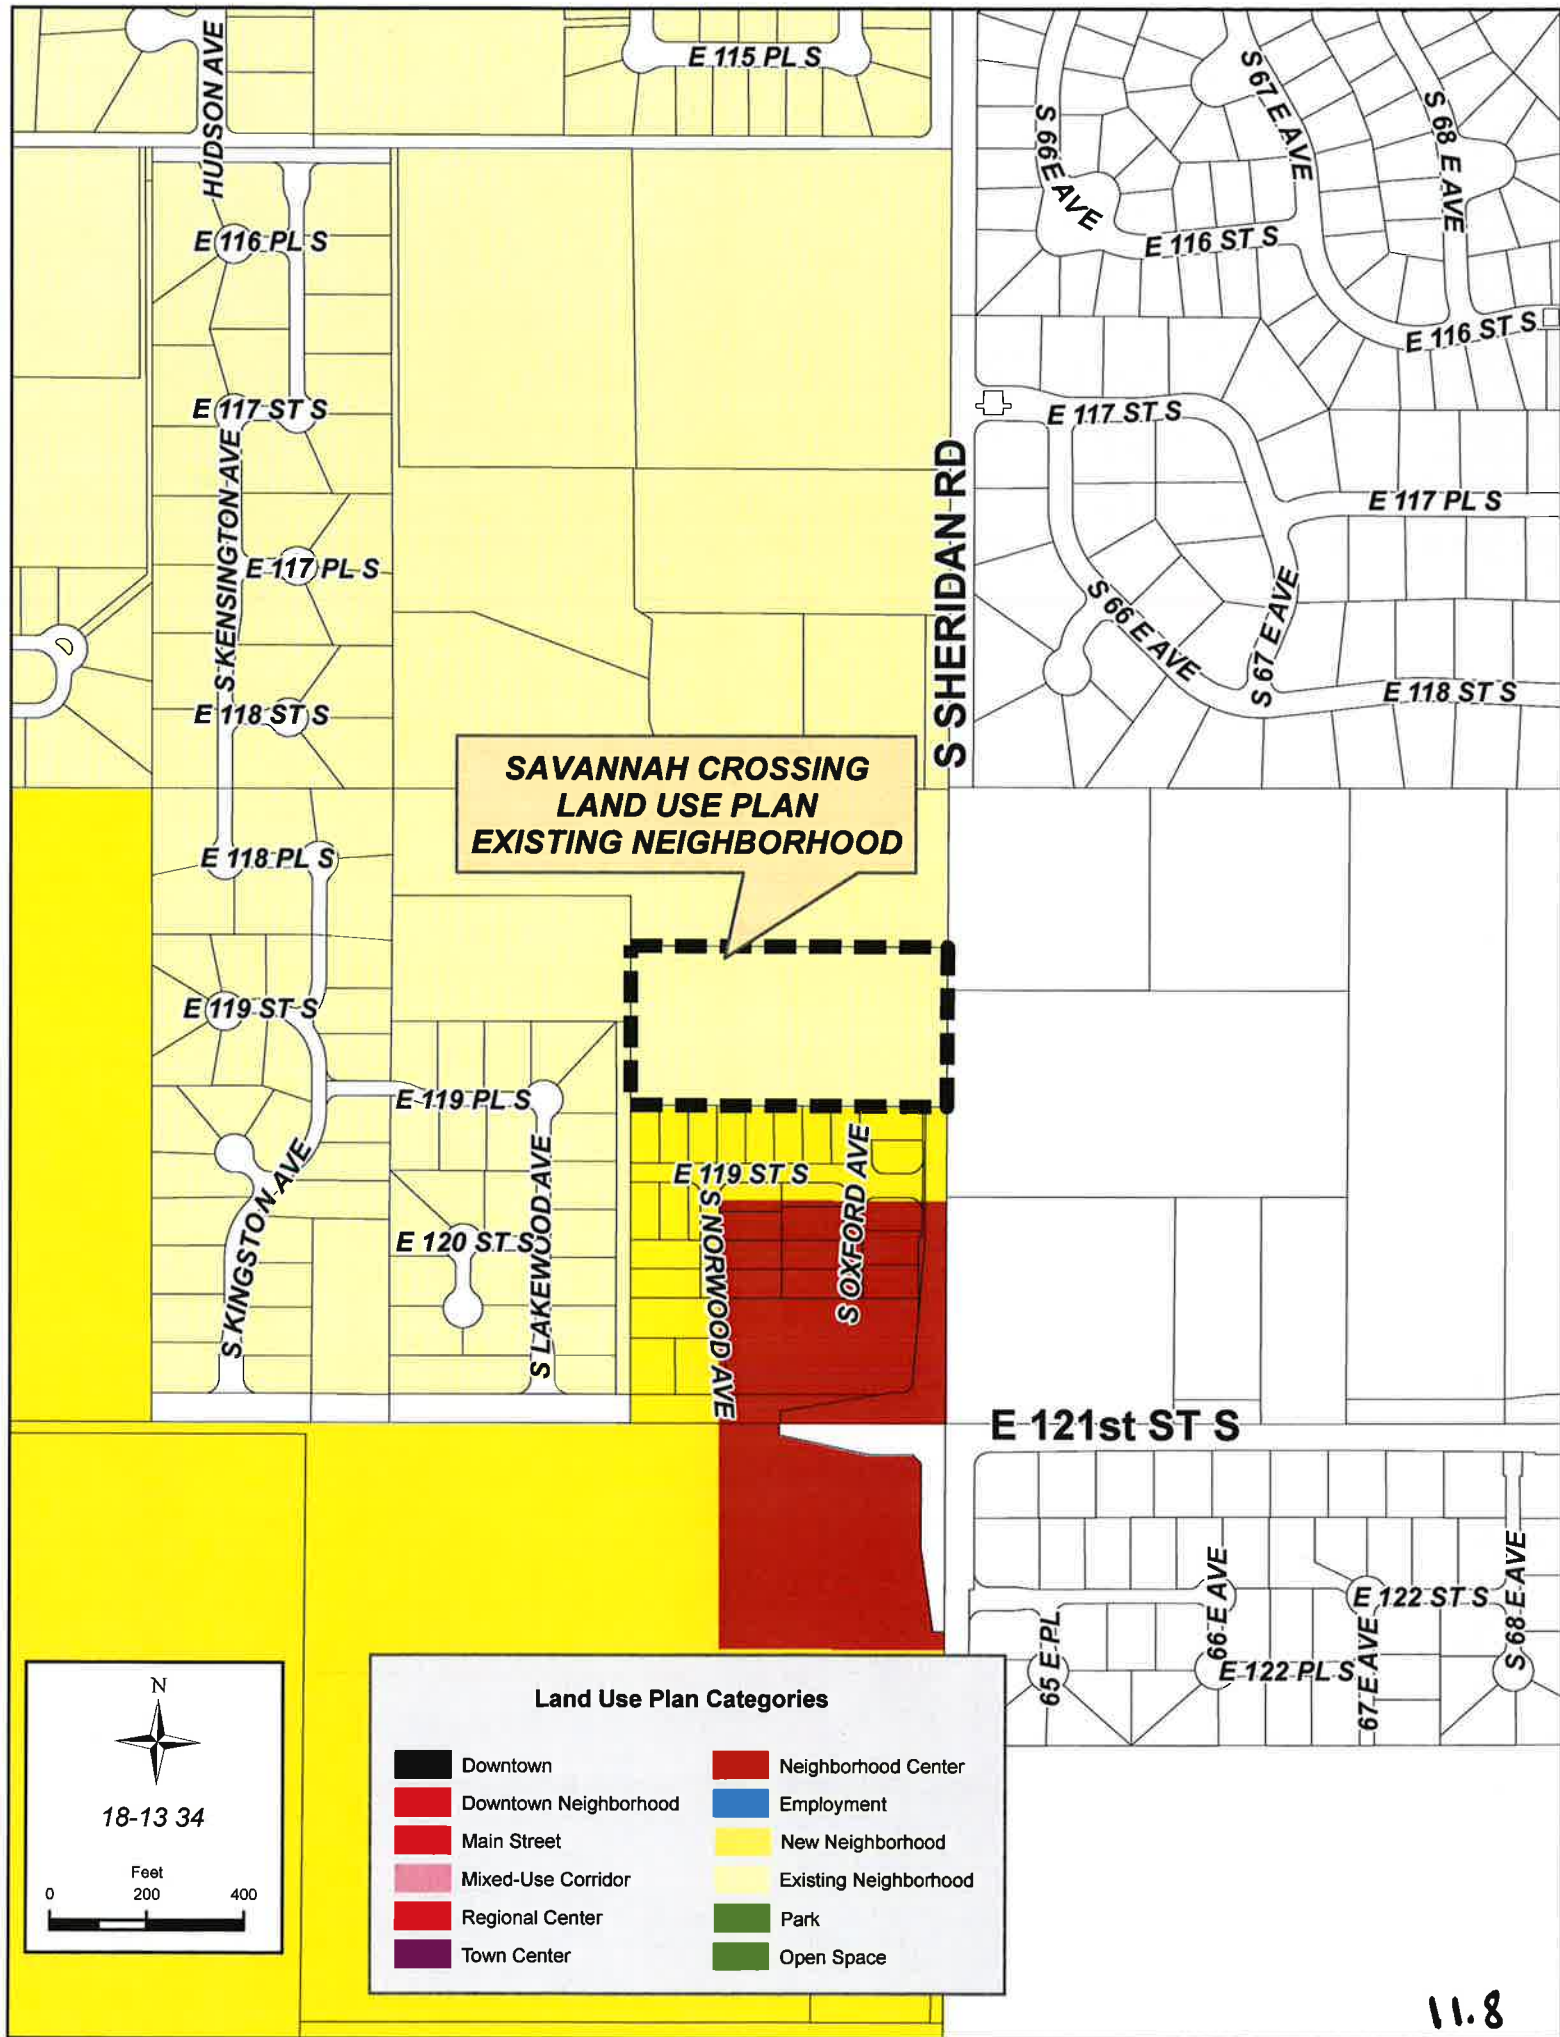 E 115 PL S
HUDSON AVE
S 66 E AVE
S 67 E AVE
S 68 E AVE
E 116 PL S
E 116 ST S
E 116 ST S
E 117 ST S
E 117 ST S
S KENSINGTON AVE
S SHERIDAN RD
E 117 PL S
E 117 PL S
S 66 E AVE
S 67 E AVE
E 118 ST S
E 118 ST S
SAVANNAH CROSSING
LAND USE PLAN
EXISTING NEIGHBORHOOD
E 118 PL S
E 119 ST S
E 119 PL S
S LAKEWOOD AVE
S KINGSTON AVE
E 119 ST S
S NORWOOD AVE
S OXFORD AVE
E 120 ST S
E 121st ST S
65 E PL
66 E AVE
E 122 ST S
S 68 E AVE
E 122 PL S
67 E AVE
N
18-13 34
Feet
0 200 400
Land Use Plan Categories
Downtown
Downtown Neighborhood
Main Street
Mixed-Use Corridor
Regional Center
Town Center
Neighborhood Center
Employment
New Neighborhood
Existing Neighborhood
Park
Open Space
11.8